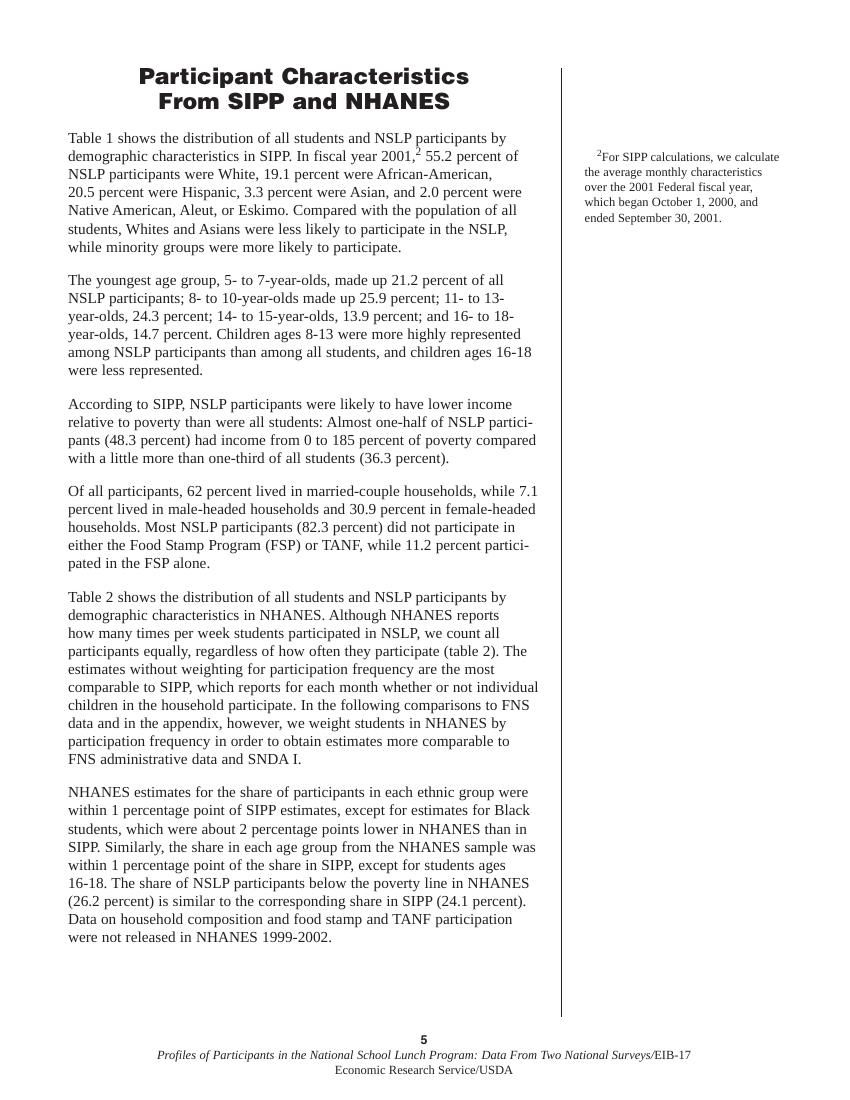 Participant Characteristics
From SIPP and NHANES
Table 1 shows the distribution of all students and NSLP participants by
demographic characteristics in SIPP. In fiscal year 2001,2 55.2 percent of
NSLP participants were White, 19.1 percent were African-American,
20.5 percent were Hispanic, 3.3 percent were Asian, and 2.0 percent were
Native American, Aleut, or Eskimo. Compared with the population of all
students, Whites and Asians were less likely to participate in the NSLP,
while minority groups were more likely to participate.
The youngest age group, 5- to 7-year-olds, made up 21.2 percent of all
NSLP participants; 8- to 10-year-olds made up 25.9 percent; 11- to 13-
year-olds, 24.3 percent; 14- to 15-year-olds, 13.9 percent; and 16- to 18-
year-olds, 14.7 percent. Children ages 8-13 were more highly represented
among NSLP participants than among all students, and children ages 16-18
were less represented.
According to SIPP, NSLP participants were likely to have lower income
relative to poverty than were all students: Almost one-half of NSLP partici-
pants (48.3 percent) had income from 0 to 185 percent of poverty compared
with a little more than one-third of all students (36.3 percent).
Of all participants, 62 percent lived in married-couple households, while 7.1
percent lived in male-headed households and 30.9 percent in female-headed
households. Most NSLP participants (82.3 percent) did not participate in
either the Food Stamp Program (FSP) or TANF, while 11.2 percent partici-
pated in the FSP alone.
Table 2 shows the distribution of all students and NSLP participants by
demographic characteristics in NHANES. Although NHANES reports
how many times per week students participated in NSLP, we count all
participants equally, regardless of how often they participate (table 2). The
estimates without weighting for participation frequency are the most
comparable to SIPP, which reports for each month whether or not individual
children in the household participate. In the following comparisons to FNS
data and in the appendix, however, we weight students in NHANES by
participation frequency in order to obtain estimates more comparable to
FNS administrative data and SNDA I.
NHANES estimates for the share of participants in each ethnic group were
within 1 percentage point of SIPP estimates, except for estimates for Black
students, which were about 2 percentage points lower in NHANES than in
SIPP. Similarly, the share in each age group from the NHANES sample was
within 1 percentage point of the share in SIPP, except for students ages
16-18. The share of NSLP participants below the poverty line in NHANES
(26.2 percent) is similar to the corresponding share in SIPP (24.1 percent).
Data on household composition and food stamp and TANF participation
were not released in NHANES 1999-2002.
2For SIPP calculations, we calculate
the average monthly characteristics
over the 2001 Federal fiscal year,
which began October 1, 2000, and
ended September 30, 2001.
5
Profiles of Participants in the National School Lunch Program: Data From Two National Surveys/EIB-17
Economic Research Service/USDA